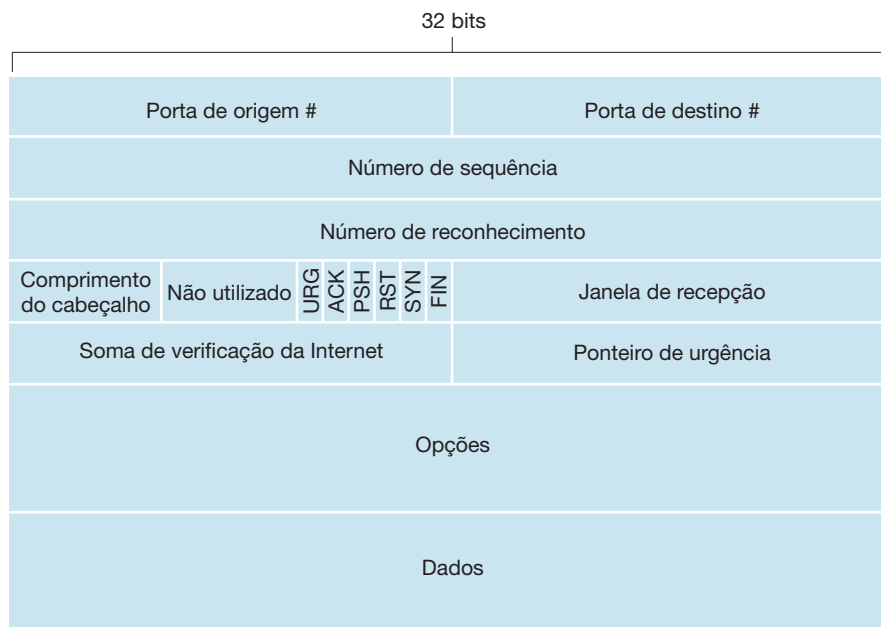 32 bits
Porta de origem #
Porta de destino #
Número de sequência
Número de reconhecimento
Comprimento
do cabeçalho
Não utilizado
URG
ACK
PSH
RST
SYN
FIN
Janela de recepção
Soma de verificação da Internet
Ponteiro de urgência
Opções
Dados